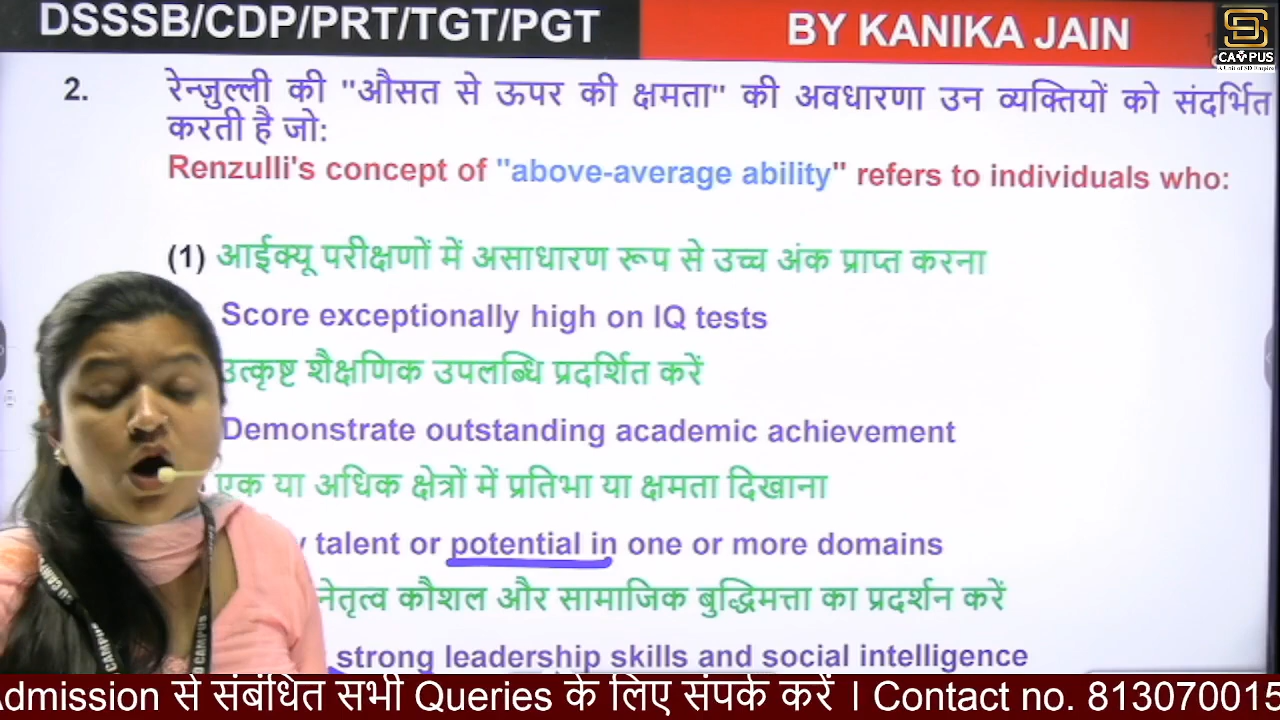 DSSSB/CDP/PRT/TGT/PGT
BY KANIKA JAIN
CAMPUS
2. रेन्ज़ुल्ली की "औसत से ऊपर की क्षमता" की अवधारणा उन व्यक्तियों को संदर्भित
करती है जो:
Renzulli's concept of "above-average ability" refers to individuals who:
(1) आईक्यू परीक्षणों में असाधारण रूप से उच्च अंक प्राप्त करना
Score exceptionally high on IQ tests
उत्कृष्ट शैक्षणिक उपलब्धि प्रदर्शित करें
Demonstrate outstanding academic achievement
एक या अधिक क्षेत्रों में प्रतिभा या क्षमता दिखाना
talent or potential in one or more domains
नेतृत्व कौशल और सामाजिक बुद्धिमत्ता का प्रदर्शन करें
strong leadership skills and social intelligence
Admission से संबंधित सभी Queries के लिए संपर्क करें । Contact no. 813070015